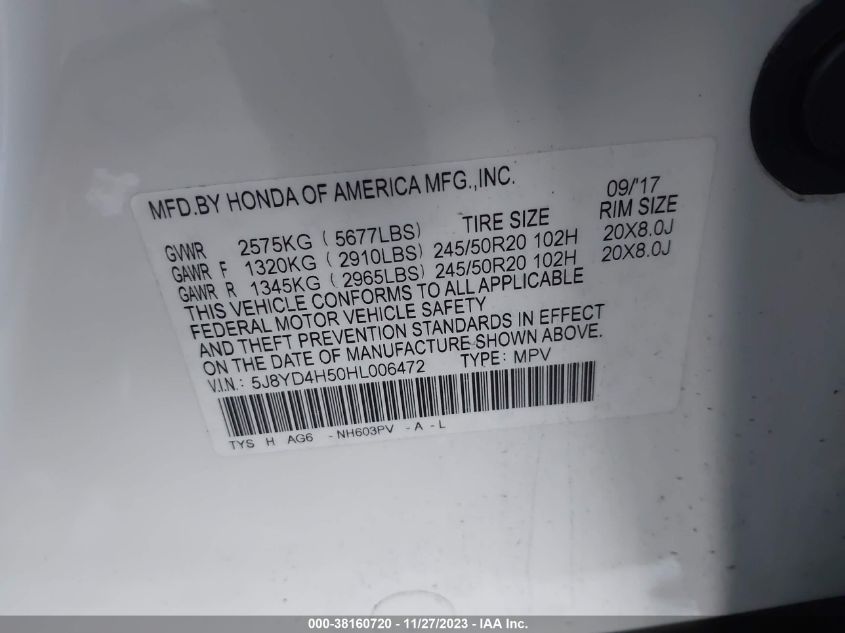 MFD.BY HONDA OF AMERICA MFG.,INC. 09/'17
TIRE SIZE RIM SIZE
GVWR 2575KG ( 5677LBS)
GAWR F 1320KG ( 2910LBS) 245/50R20 102H 20X8.0J
GAWR R 1345KG ( 2965LBS) 245/50R20 102H 20X8.0J
THIS VEHICLE CONFORMS TO ALL APPLICABLE
FEDERAL MOTOR VEHICLE SAFETY
AND THEFT PREVENTION STANDARDS IN EFFECT
ON THE DATE OF MANUFACTURE SHOWN ABOVE.
V.I.N.: 5J8YD4H50HL006472 TYPE: MPV
TYS H AG6 -NH603PV -A -L
000-38160720 - 11/27/2023 - IAA Inc.